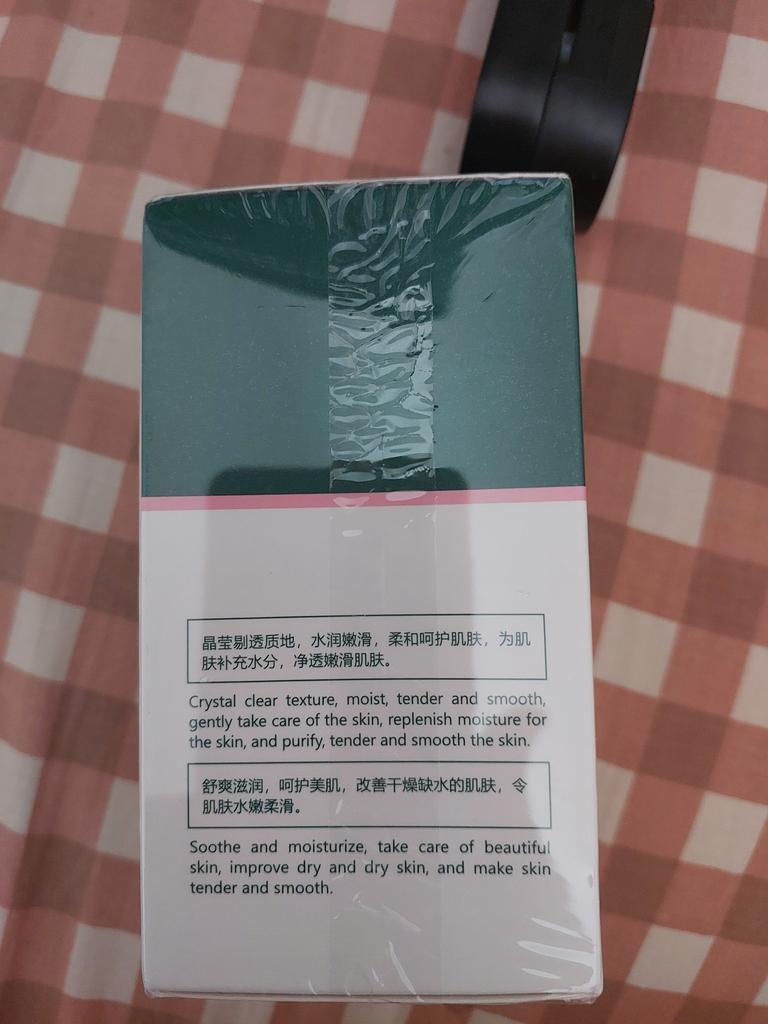 晶莹剔透质地，水润嫩滑，柔和呵护肌肤，为肌
肤补充水分，净透嫩滑肌肤。
Crystal clear texture, moist, tender and smooth,
gently take care of the skin, replenish moisture for
the skin, and purify, tender and smooth the skin.
舒爽滋润，呵护美肌，改善干燥缺水的肌肤，令
肌肤水嫩柔滑。
Soothe and moisturize, take care of beautiful
skin, improve dry and dry skin, and make skin
tender and smooth.